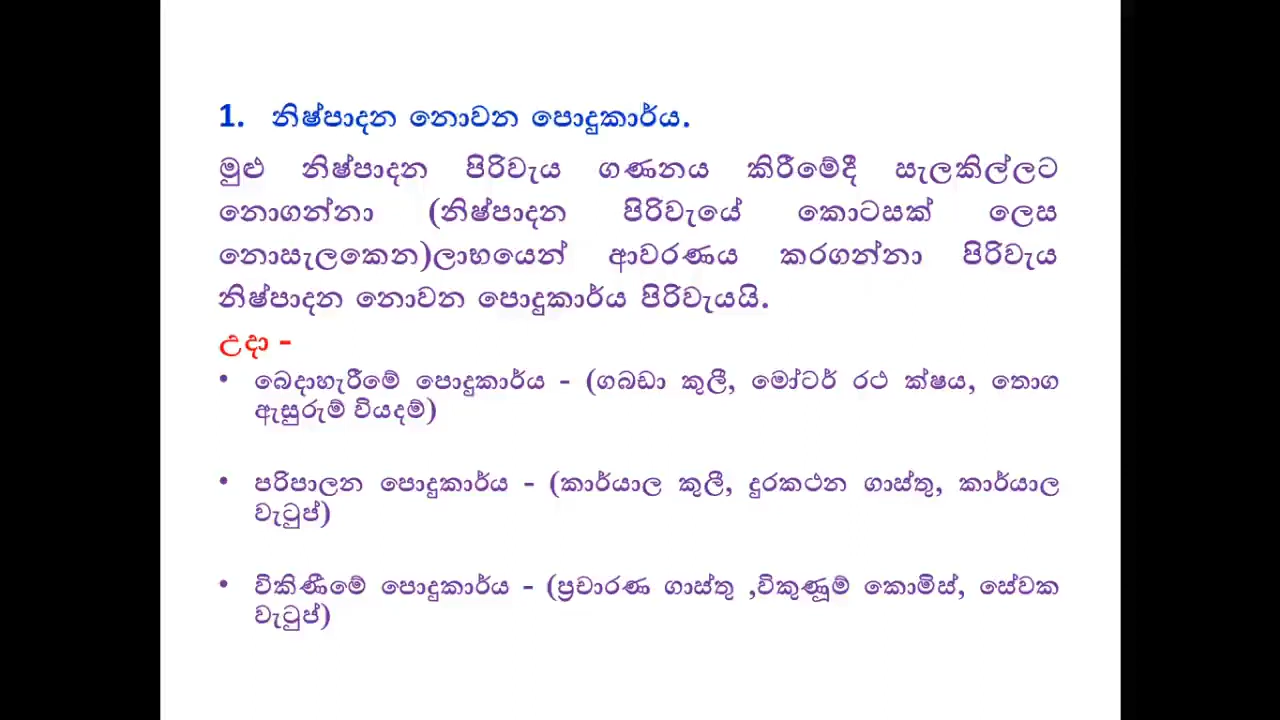 1. නිෂ්පාදන නොවන පොදුකාර්ය.
මුළු නිෂ්පාදන පිරිවැය ගණනය කිරීමේදී සැලකිල්ලට
නොගන්නා (නිෂ්පාදන පිරිවැයේ කොටසක් ලෙස
නොසැලකෙන)ලාභයෙන් ආවරණය කරගන්නා පිරිවැය
නිෂ්පාදන නොවන පොදුකාර්ය පිරිවැයයි.
උදා -
• බෙදාහැරීමේ පොදුකාර්ය - (ගබඩා කුලී, මෝටර් රථ ක්ෂය, තොග
ඇසුරුම් වියදම්)
• පරිපාලන පොදුකාර්ය - (කාර්යාල කුලී, දුරකථන ගාස්තු, කාර්යාල
වැටුප්)
• විකිණීමේ පොදුකාර්ය - (ප්‍රචාරණ ගාස්තු ,විකුණූම් කොමිස්, සේවක
වැටුප්)